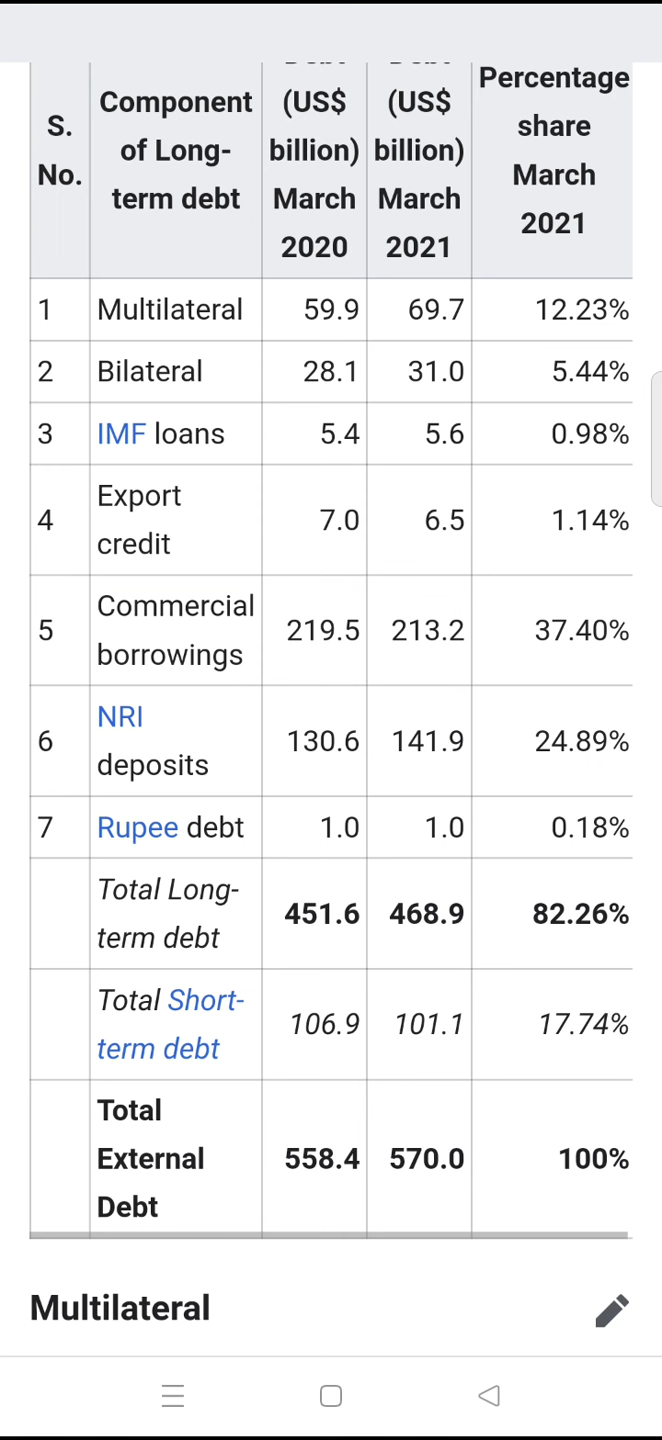 S.
No.
Component
of Long-
term debt
(US$
billion)
March
2020
(US$
billion)
March
2021
Percentage
share
March
2021
1 Multilateral 59.9 69.7 12.23%
2 Bilateral 28.1 31.0 5.44%
3 IMF loans 5.4 5.6 0.98%
4 Export
credit 7.0 6.5 1.14%
5 Commercial
borrowings 219.5 213.2 37.40%
6 NRI
deposits 130.6 141.9 24.89%
7 Rupee debt 1.0 1.0 0.18%
Total Long-
term debt 451.6 468.9 82.26%
Total Short-
term debt 106.9 101.1 17.74%
Total
External
Debt 558.4 570.0 100%
Multilateral